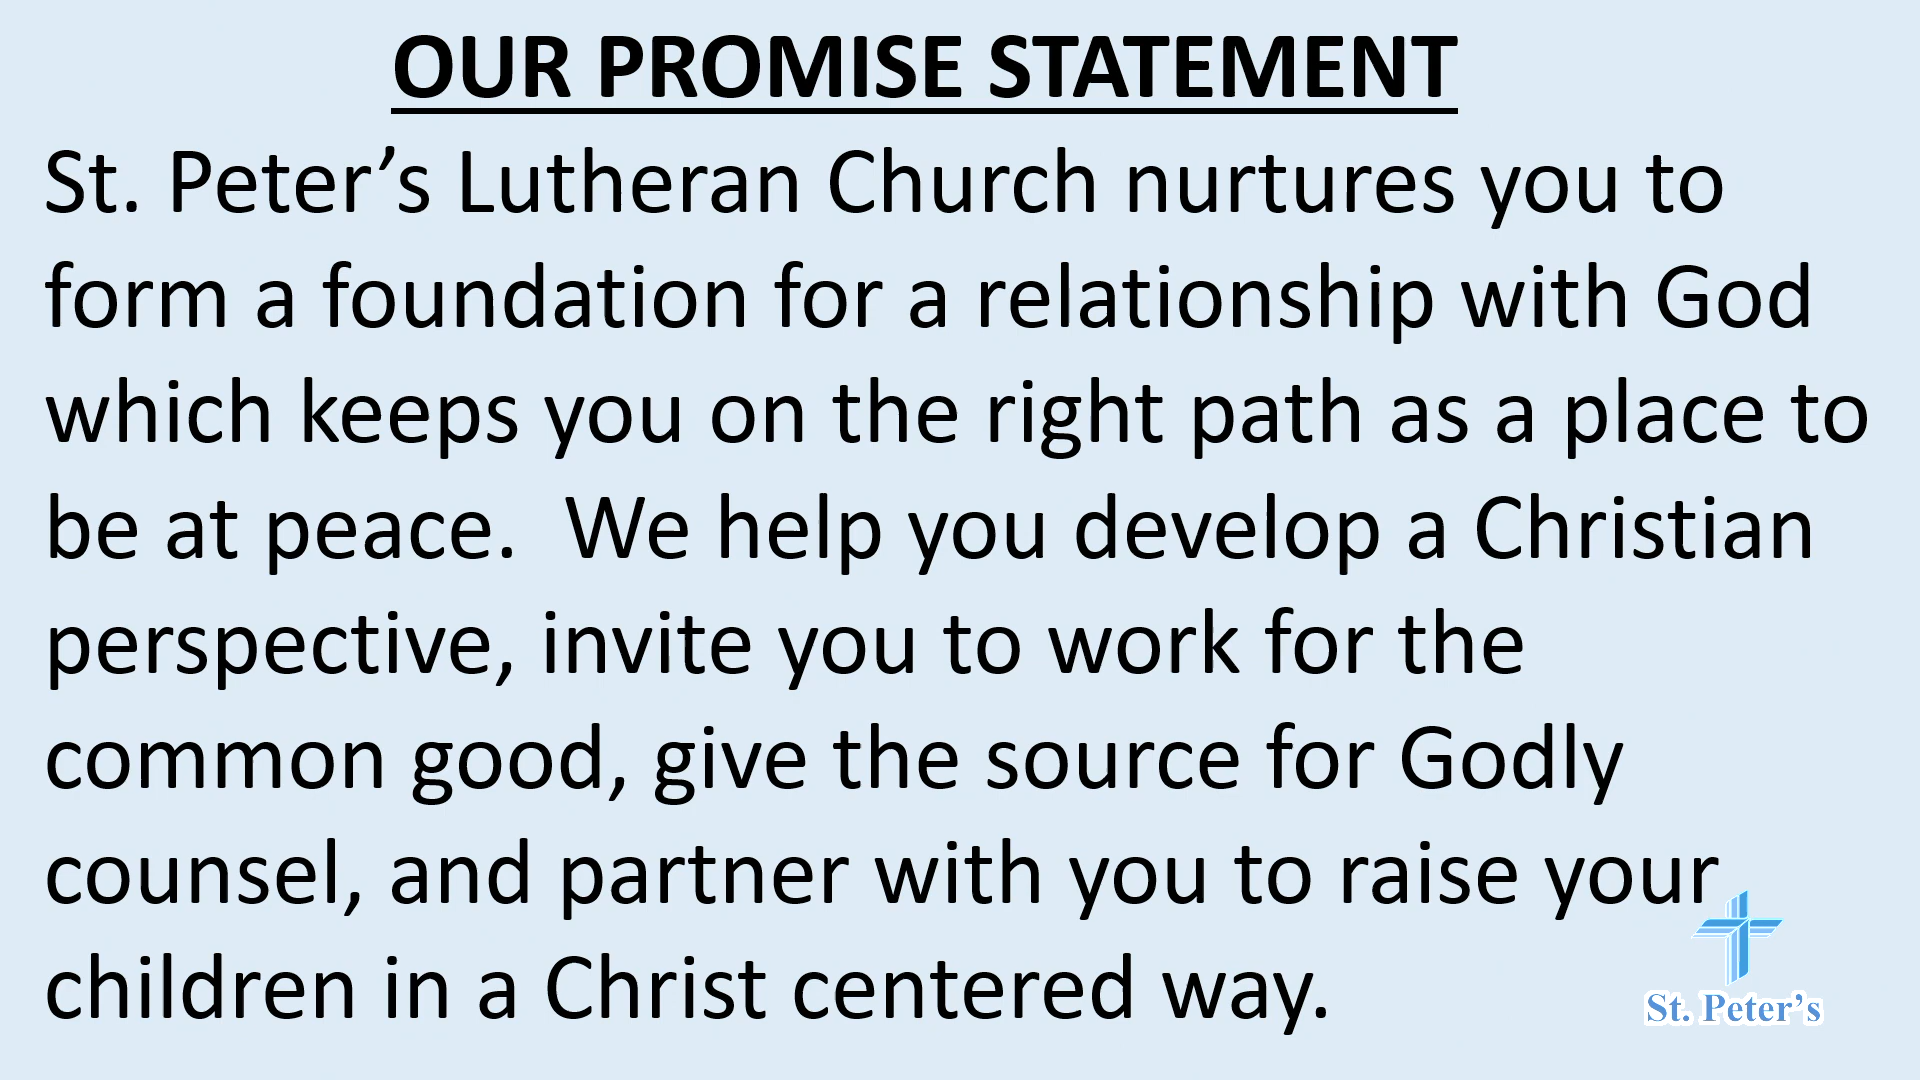 OUR PROMISE STATEMENT
St. Peter’s Lutheran Church nurtures you to
form a foundation for a relationship with God
which keeps you on the right path as a place to
be at peace.  We help you develop a Christian
perspective, invite you to work for the
common good, give the source for Godly
counsel, and partner with you to raise your
children in a Christ centered way.
St. Peter’s